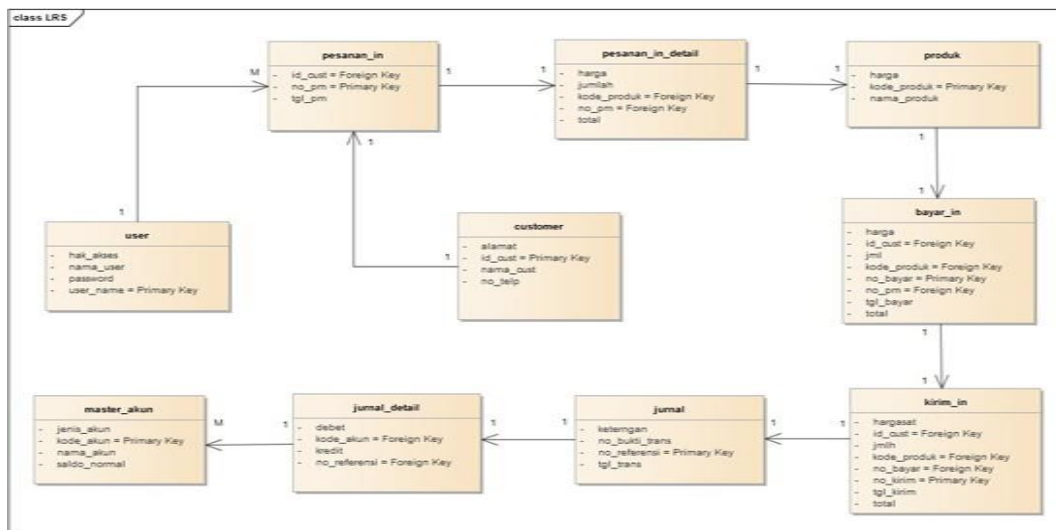 class LRS
pesanan_in
- id_cust = Foreign Key
- no_pm = Primary Key
- tgl_pm
pesanan_in_detail
- harga
- jumlah
- kode_produk = Foreign Key
- no_pm = Foreign Key
- total
produk
- harga
- kode_produk = Primary Key
- nama_produk
M
1
1
1
1
1
1
1
user
- hak_akses
- nama_user
- password
- user_name = Primary Key
1
customer
- alamat
- id_cust = Primary Key
- nama_cust
- no_telp
1
bayar_in
- harga
- id_cust = Foreign Key
- jml
- kode_produk = Foreign Key
- no_bayar = Primary Key
- no_pm = Foreign Key
- tgl_bayar
- total
1
1
master_akun
- jenis_akun
- kode_akun = Primary Key
- nama_akun
- saldo_normal
M
1
jurnal_detail
- debet
- kode_akun = Foreign Key
- kredit
- no_referensi = Foreign Key
1
1
jurnal
- keterngan
- no_bukti_trans
- no_referensi = Primary Key
- tgl_trans
1
1
kirim_in
- hargasat
- id_cust = Foreign Key
- jmlh
- kode_produk = Foreign Key
- no_bayar = Foreign Key
- no_kirim = Primary Key
- tgl_kirim
- total